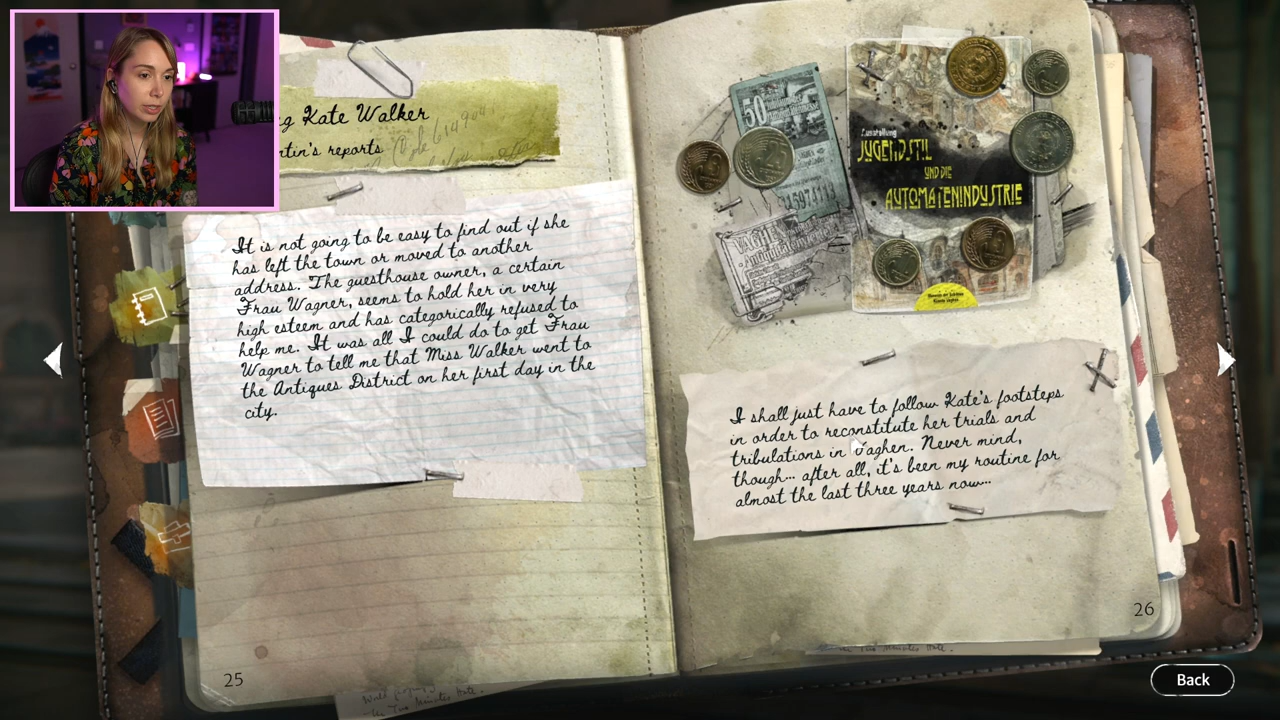 g Kate Walker
tin's reports
It is not going to be easy to find out if she
has left the town or moved to another
address. The guesthouse owner, a certain
Frau Wagner, seems to hold her in very
high esteem and has categorically refused to
help me. It was all I could do to get Frau
Wagner to tell me that Miss Walker went to
the Antiques District on her first day in the
city.
25
50
Ausstellung
JUGENDSTIL
UND DIE
AUTOMATENINDUSTRIE
VAGHEN
I shall just have to follow Kate's footsteps
in order to reconstitute her trials and
tribulations in Vaghen. Never mind,
though... after all, it's been my routine for
almost the last three years now...
26
Back